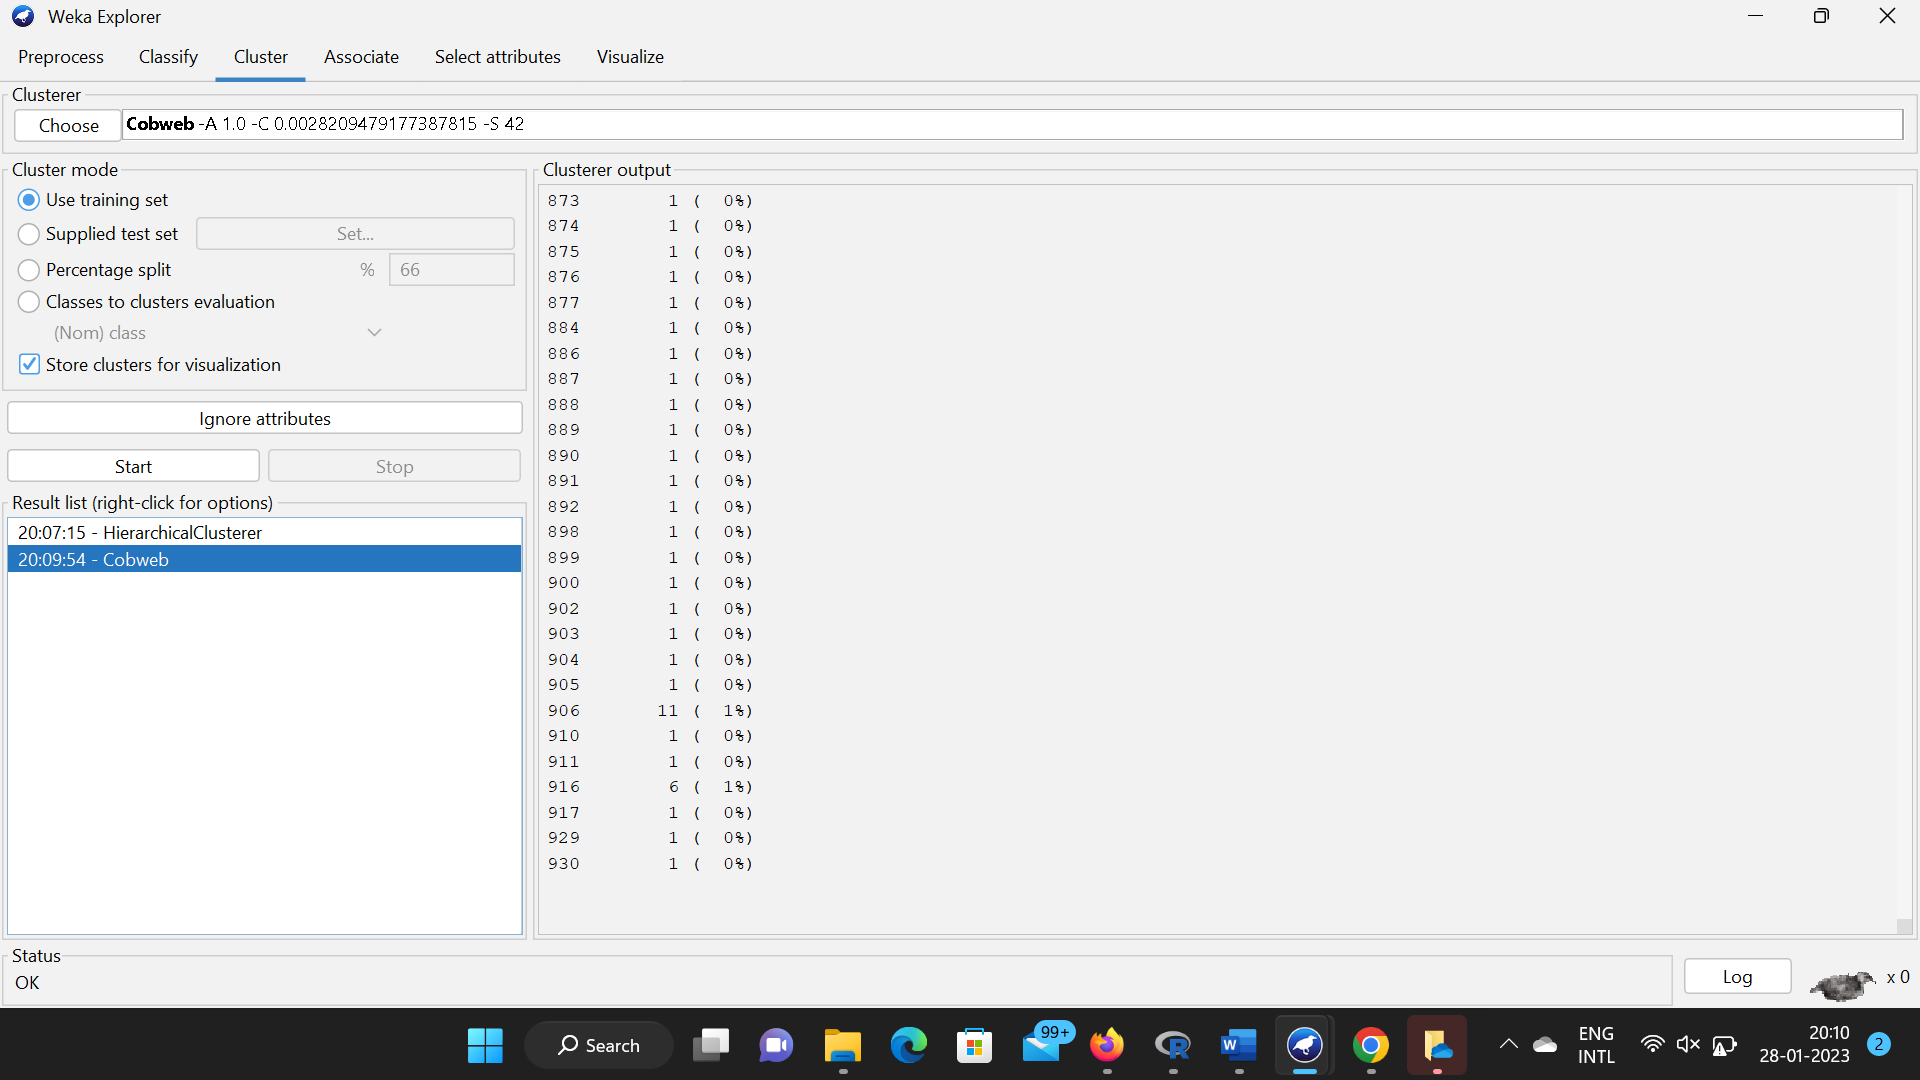 Weka Explorer
Preprocess Classify Cluster Associate Select attributes Visualize
Clusterer
Choose Cobweb -A 1.0 -C 0.0028209479177387815 -S 42
Cluster mode
Use training set
Supplied test set Set...
Percentage split % 66
Classes to clusters evaluation
(Nom) class
Store clusters for visualization
Ignore attributes
Start Stop
Result list (right-click for options)
20:07:15 - HierarchicalClusterer
20:09:54 - Cobweb
Clusterer output
873 1 ( 0%)
874 1 ( 0%)
875 1 ( 0%)
876 1 ( 0%)
877 1 ( 0%)
884 1 ( 0%)
886 1 ( 0%)
887 1 ( 0%)
888 1 ( 0%)
889 1 ( 0%)
890 1 ( 0%)
891 1 ( 0%)
892 1 ( 0%)
898 1 ( 0%)
899 1 ( 0%)
900 1 ( 0%)
902 1 ( 0%)
903 1 ( 0%)
904 1 ( 0%)
905 1 ( 0%)
906 11 ( 1%)
910 1 ( 0%)
911 1 ( 0%)
916 6 ( 1%)
917 1 ( 0%)
929 1 ( 0%)
930 1 ( 0%)
Status
OK
Log x 0
Search
99+
R
W
ENG
INTL
20:10
28-01-2023
2